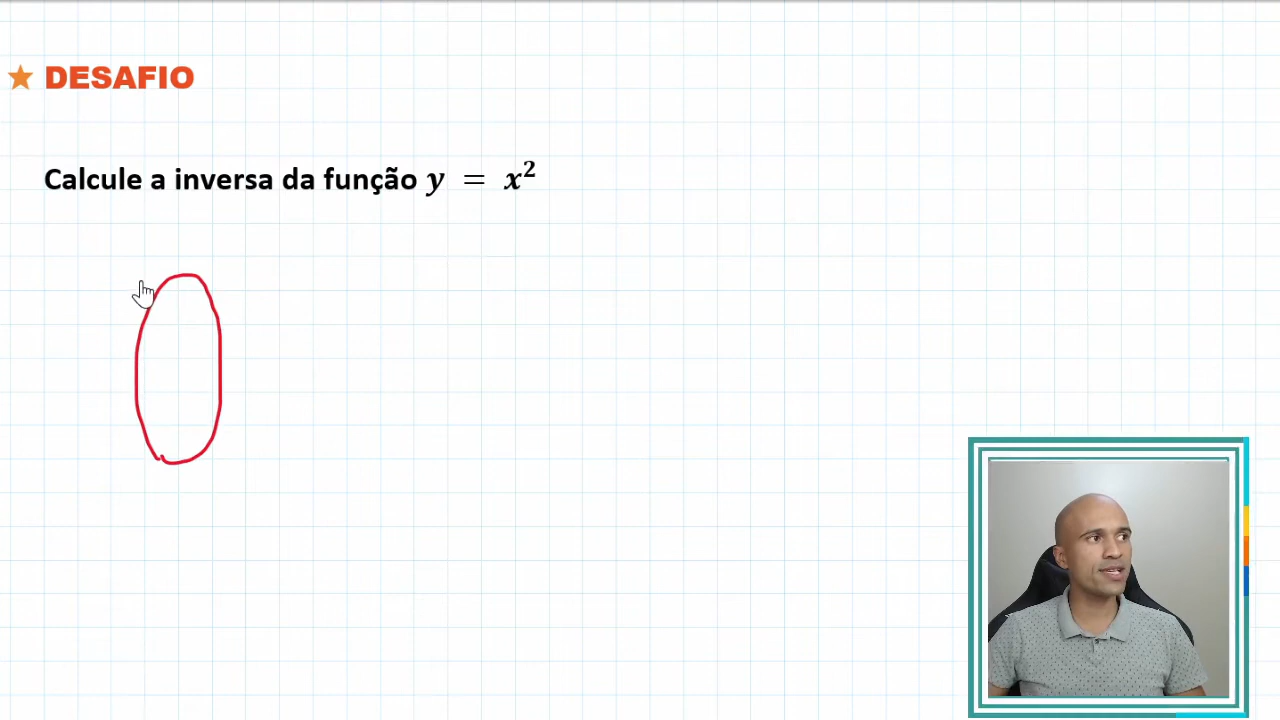 DESAFIO
Calcule a inversa da função y = x²